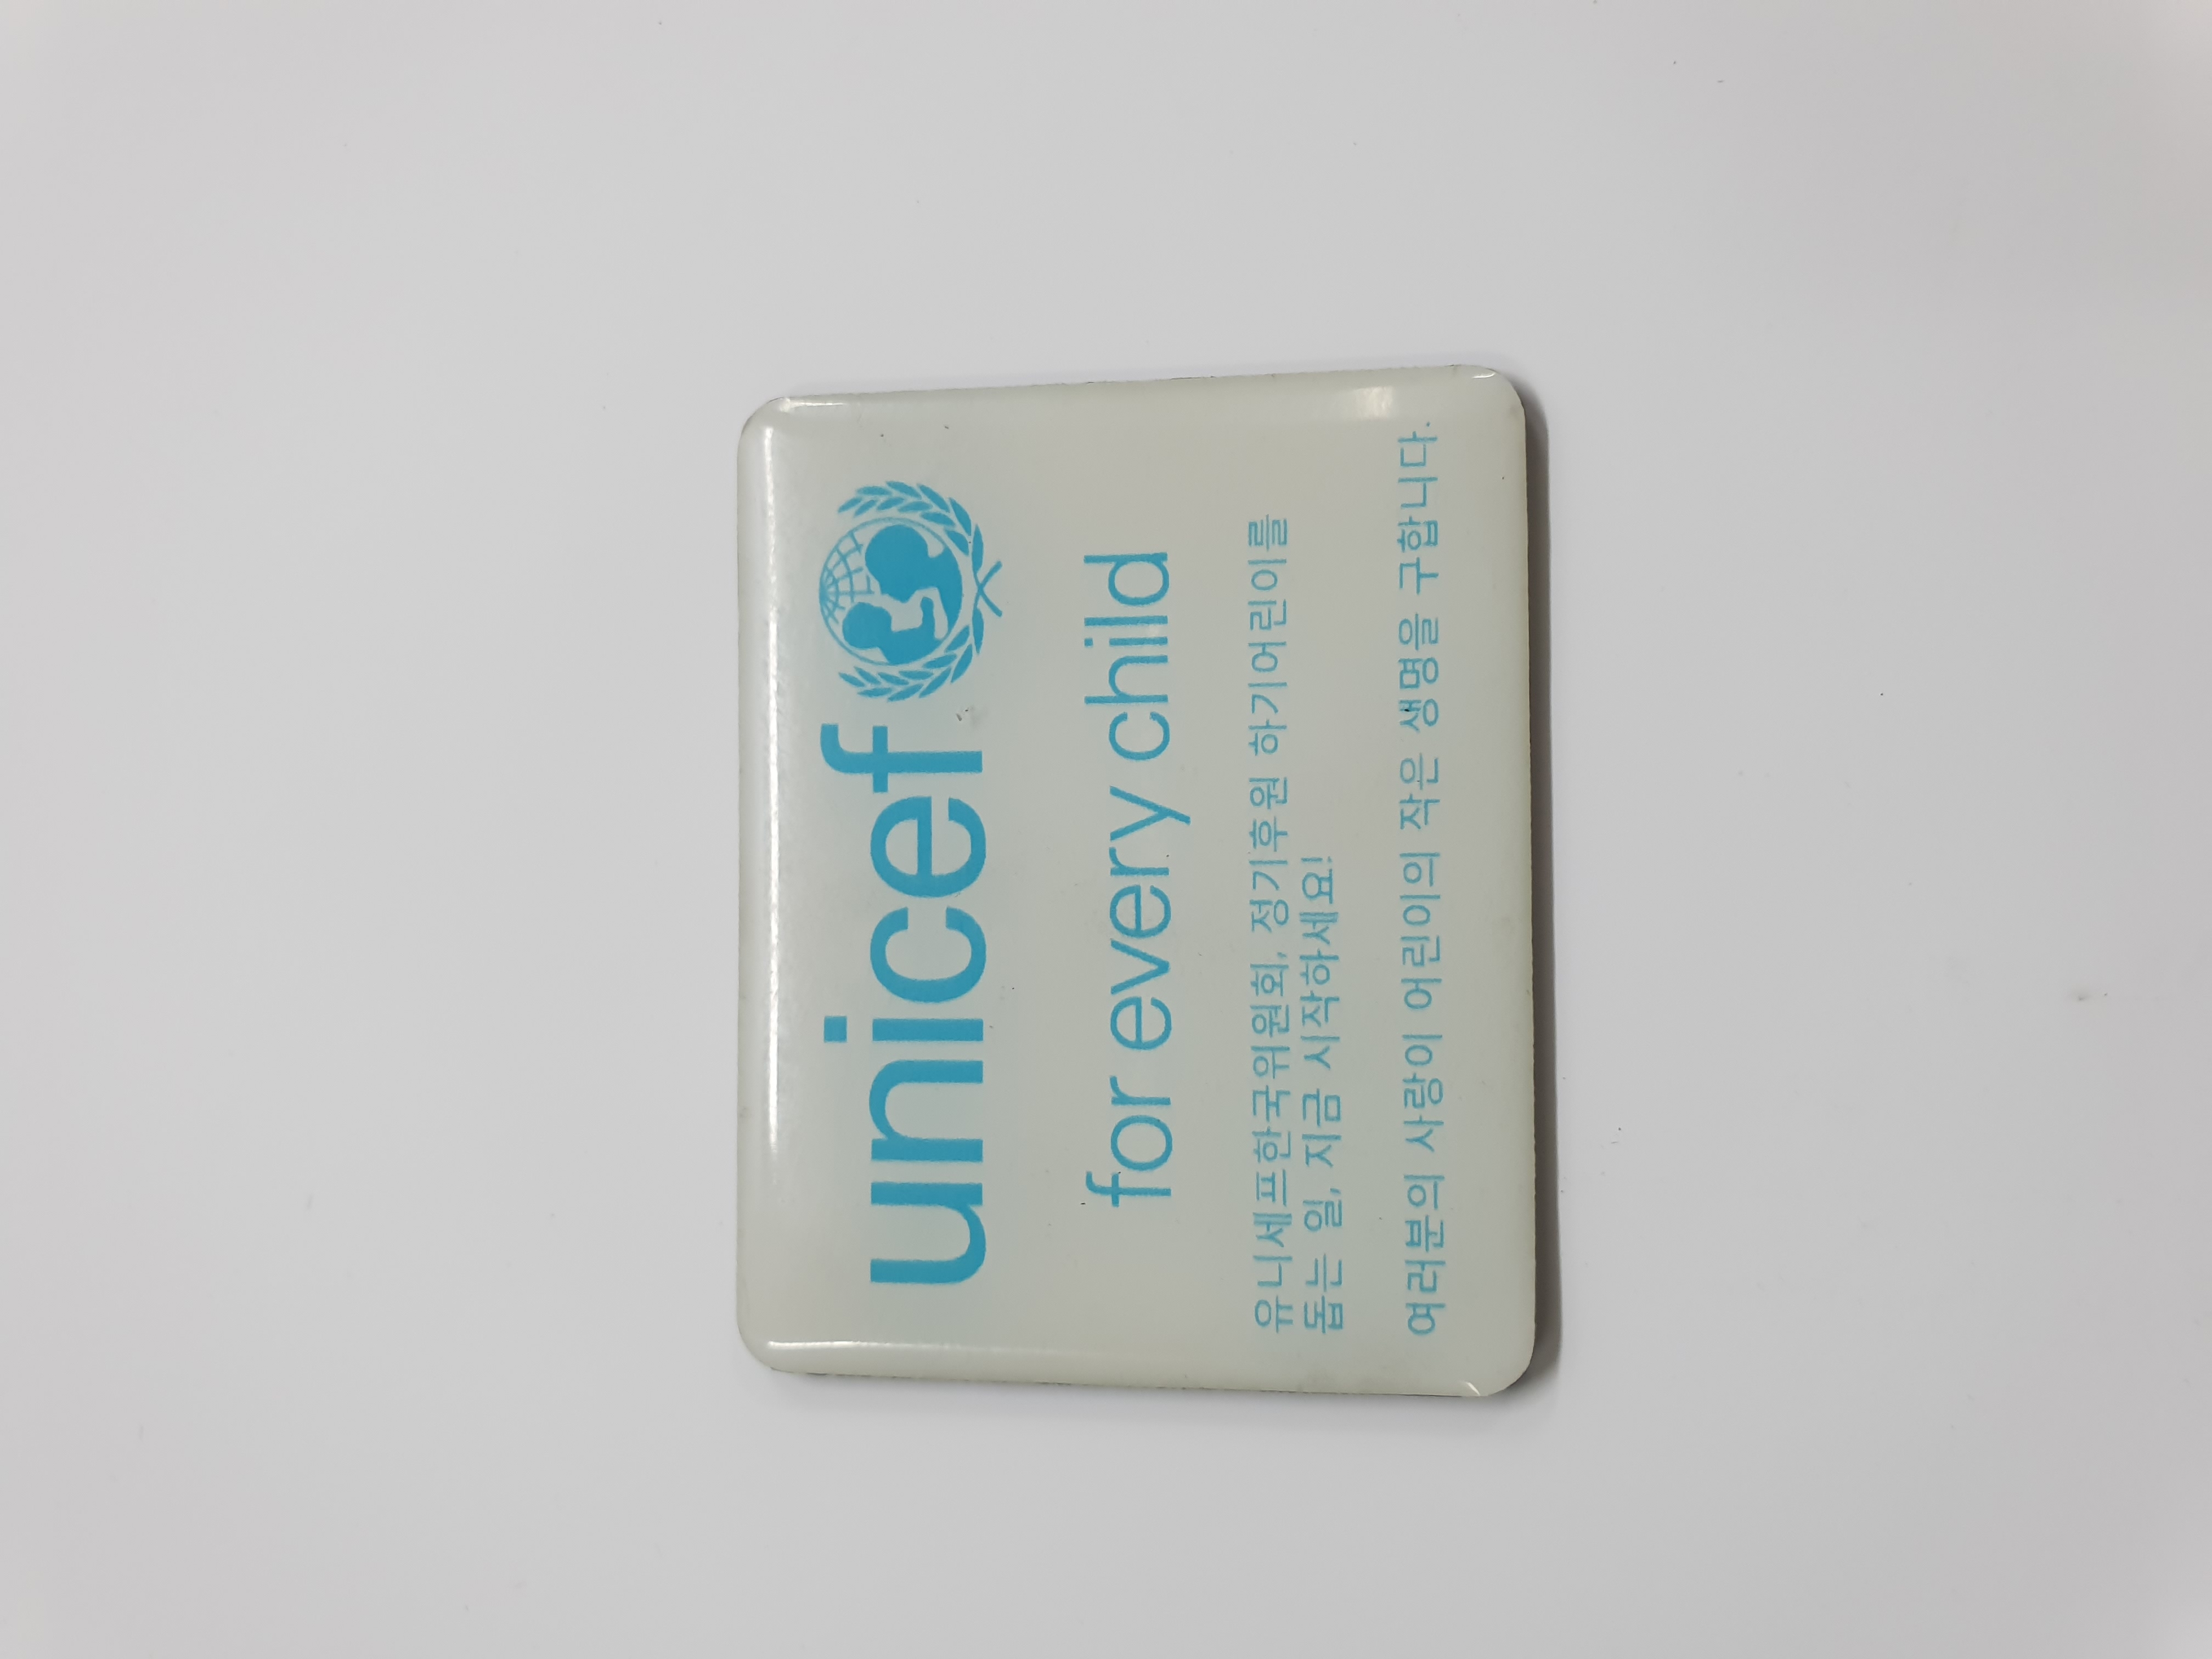 unicef
for every child
유니세프한국위원회, 정기후원 하기어린이를
돕는 일, 지금 시작하세요!
여러분의 사랑이 어린이의 작은 생명을 구합니다.